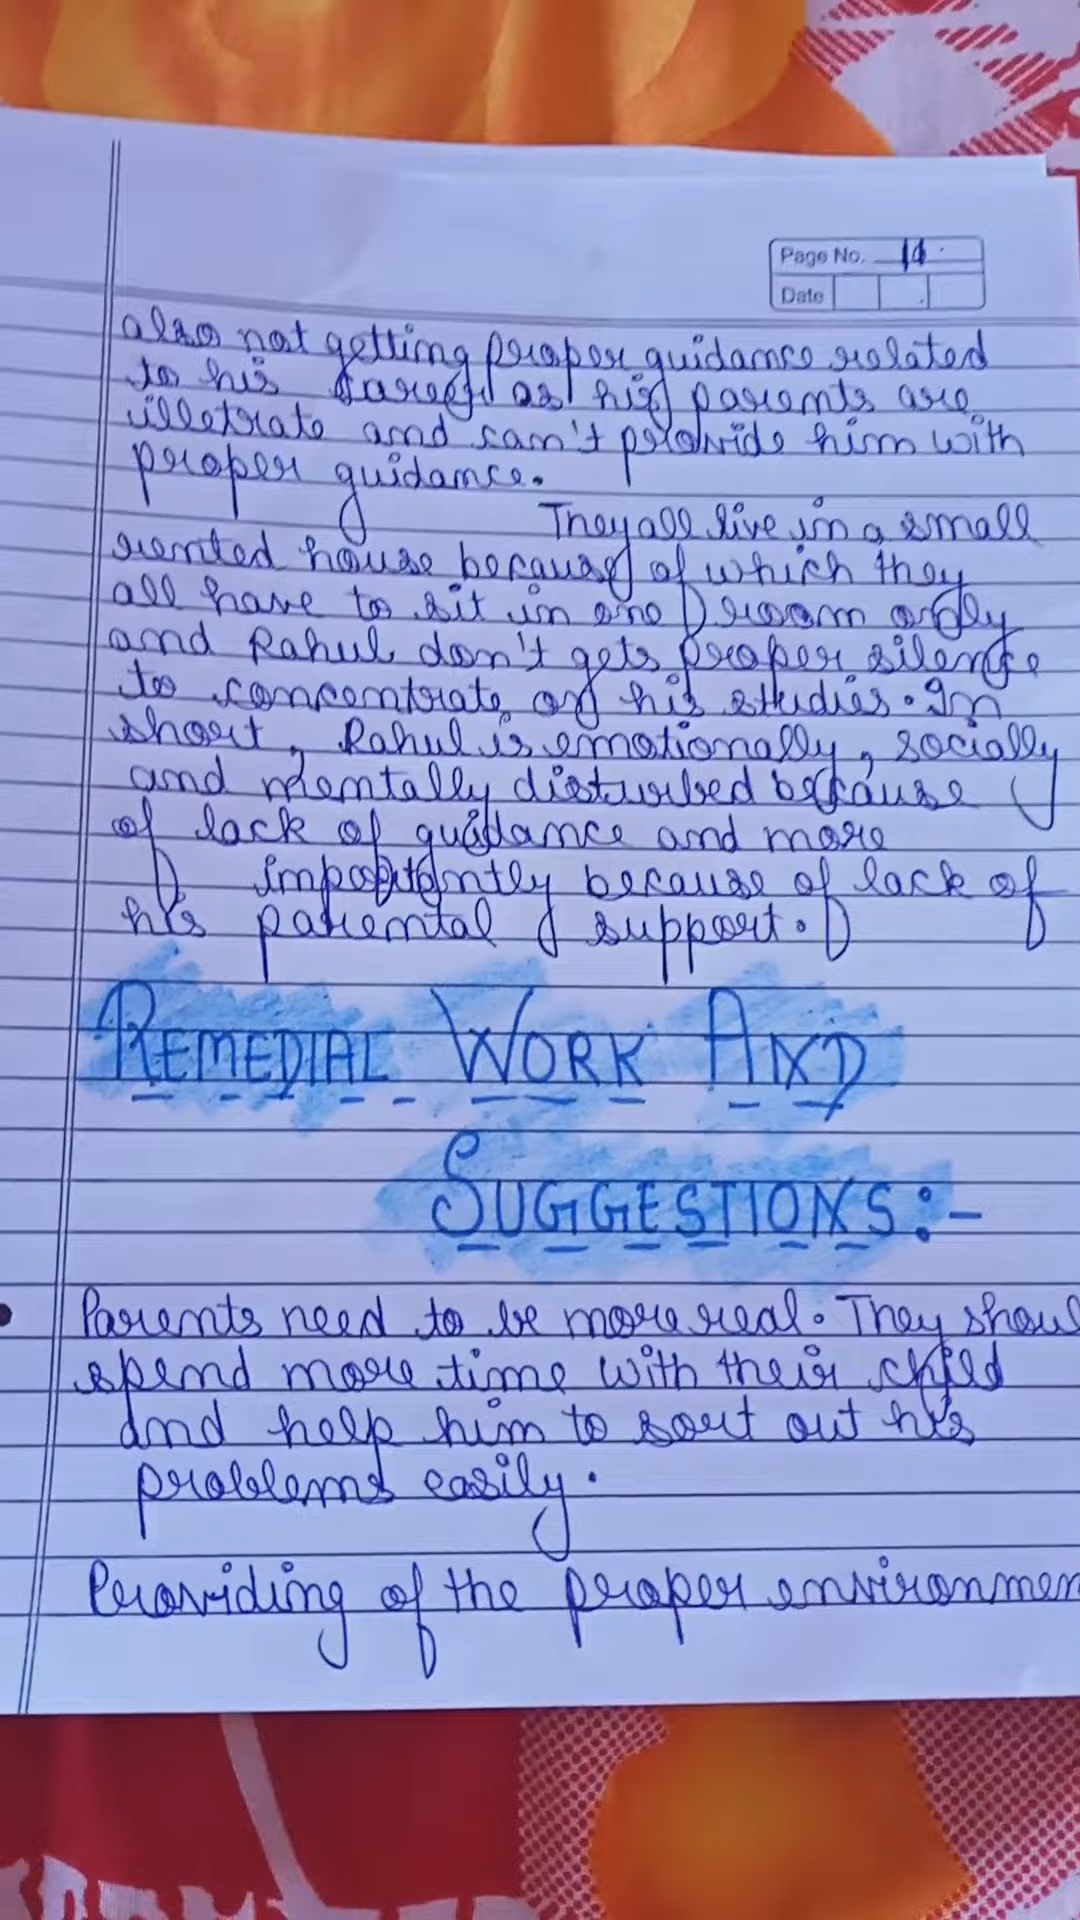 Page No. 11
Date
also not getting proper guidance related
to his career as his parents are
illetrate and can't provide him with
proper guidance.
They all live in a small
rented house because of which they
all have to sit in one room only
and Rahul don't gets proper silence
to concentrate on his studies. In
short, Rahul is emotionally, socially
and mentally disturbed because
of lack of guidance and more
importantly because of lack of
his parental support.
REMEDIAL WORK AND
SUGGESTIONS:-
Parents need to be more real. They shoul
spend more time with their child
and help him to sort out his
problems easily.
Providing of the proper environmen